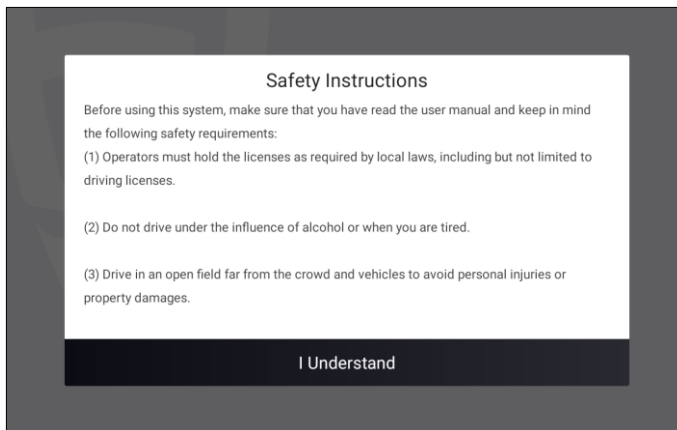 Safety Instructions
Before using this system, make sure that you have read the user manual and keep in mind
the following safety requirements:
(1) Operators must hold the licenses as required by local laws, including but not limited to
driving licenses.
(2) Do not drive under the influence of alcohol or when you are tired.
(3) Drive in an open field far from the crowd and vehicles to avoid personal injuries or
property damages.
I Understand